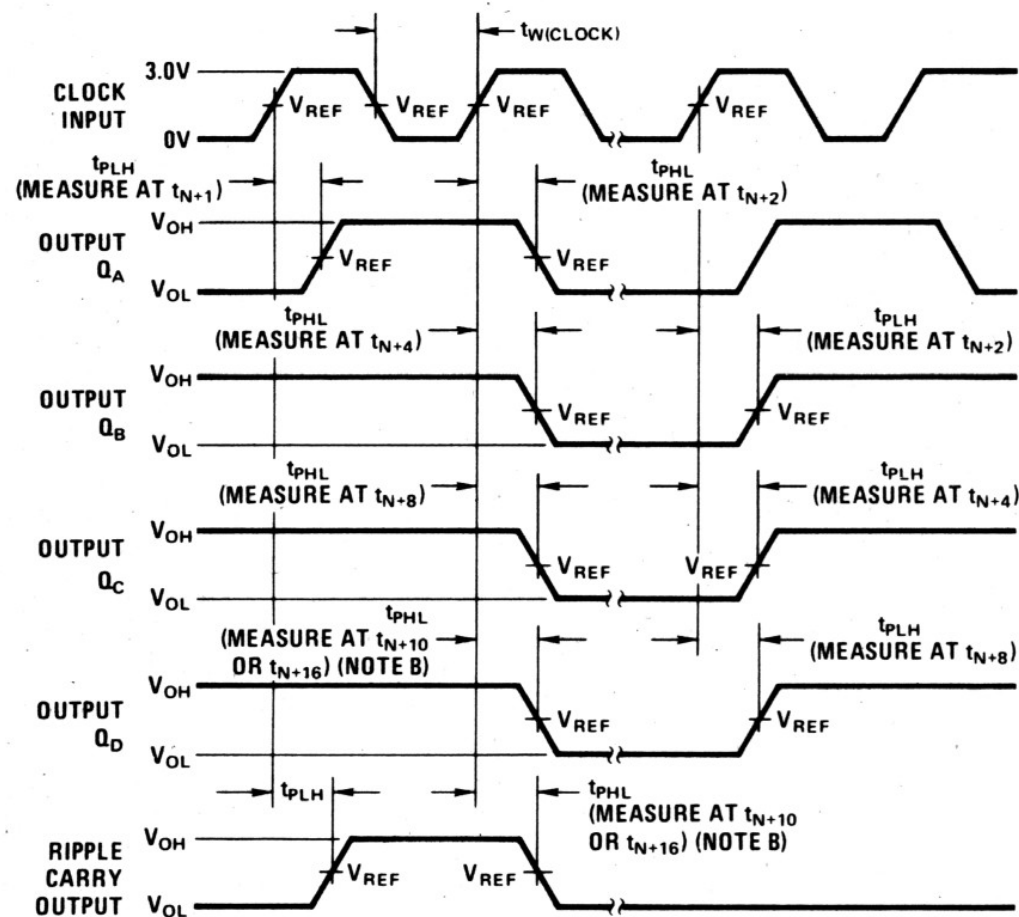 tW(CLOCK)
3.0V
CLOCK
INPUT
VREF VREF VREF VREF
0V
tPLH
(MEASURE AT tN+1)
tPHL
(MEASURE AT tN+2)
VOH
OUTPUT
QA
VREF VREF
VOL
tPHL
(MEASURE AT tN+4)
tPLH
(MEASURE AT tN+2)
VOH
OUTPUT
QB
VREF VREF
VOL
tPHL
(MEASURE AT tN+8)
tPLH
(MEASURE AT tN+4)
VOH
OUTPUT
QC
VREF VREF
VOL
tPHL
(MEASURE AT tN+10
OR tN+16) (NOTE B)
tPLH
(MEASURE AT tN+8)
VOH
OUTPUT
QD
VREF VREF
VOL
tPLH
tPHL
(MEASURE AT tN+10
OR tN+16) (NOTE B)
VOH
RIPPLE
CARRY
OUTPUT
VREF VREF
VOL